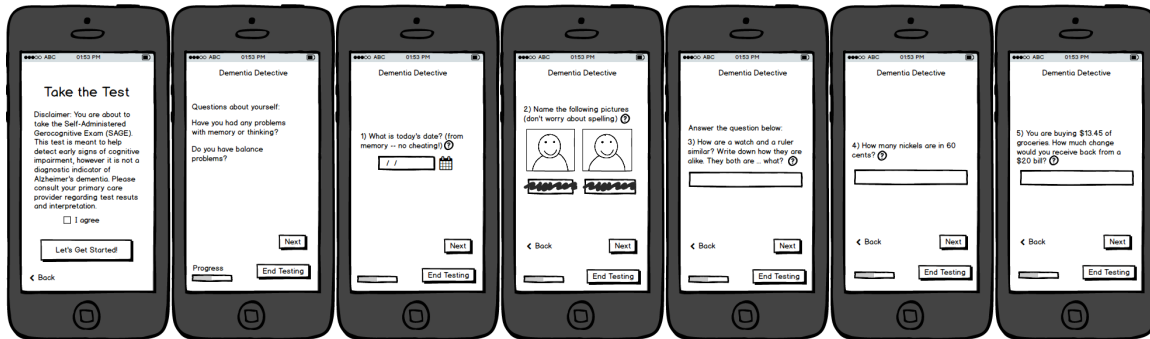 ●●●○○ ABC 01:53 PM
Take the Test
Disclaimer: You are about to
take the Self-Administered
Gerocognitive Exam (SAGE).
This test is meant to help
detect early signs of cognitive
impairment, however it is not a
diagnostic indicator of
Alzheimer's dementia. Please
consult your primary care
provider regarding test resuts
and interpretation.
I agree
Let's Get Started!
Back
●●●○○ ABC 01:53 PM
Dementia Detective
Questions about yourself:
Have you had any problems
with memory or thinking?
Do you have balance
problems?
Next
Progress
End Testing
●●●○○ ABC 01:53 PM
Dementia Detective
1) What is today's date? (from
memory -- no cheating!) ?
/ /
Next
End Testing
●●●○○ ABC 01:53 PM
Dementia Detective
2) Name the following pictures
(don't worry about spelling) ?
Back
Next
End Testing
●●●○○ ABC 01:53 PM
Dementia Detective
Answer the question below:
3) How are a watch and a ruler
similar? Write down how they are
alike. They both are ... what? ?
Back
Next
End Testing
●●●○○ ABC 01:53 PM
Dementia Detective
4) How many nickels are in 60
cents? ?
Back
Next
End Testing
●●●○○ ABC 01:53 PM
Dementia Detective
5) You are buying $13.45 of
groceries. How much change
would you receive back from a
$20 bill? ?
Back
Next
End Testing